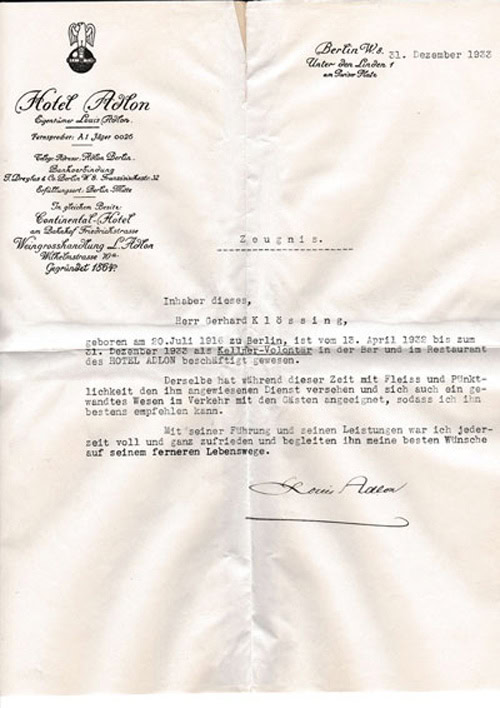 Hotel Adlon
Eigentümer Louis Adlon.
Fernsprecher: A1 Jäger 0026
Telegr. Adresse: Adlon Berlin.
Bankverbindung
J. Dreyfus & Co. Berlin W 8. Französischestr. 32
Erfüllungsort: Berlin Mitte
Im gleichen Besitz:
Continental-Hotel
am Bahnhof Friedrichstrasse
Weingrosshandlung L. Adlon
Wilhelmstrasse
Gegründet 1864.
Berlin W. 8. 31. Dezember 1933
Unter den Linden 1
am Pariser Platz
Zeugnis.
Inhaber dieses,
Herr Gerhard Klössing,
geboren am 20.Juli 1916 zu Berlin, ist vom 13. April 1932 bis zum
31. Dezember 1933 als Kellner-Volontär in der Bar und im Restaurant
des HOTEL ADLON beschäftigt gewesen.
Derselbe hat während dieser Zeit mit Fleiss und Pünkt-
lichkeit den ihm angewiesenen Dienst versehen und sich auch ein ge-
wandtes Wesen im Verkehr mit den Gästen angeeignet, sodass ich ihn
bestens empfehlen kann.
Mit seiner Führung und seinen Leistungen war ich jeder-
zeit voll und ganz zufrieden und begleiten ihn meine besten Wünsche
auf seinem ferneren Lebenswege.
Louis Adlon